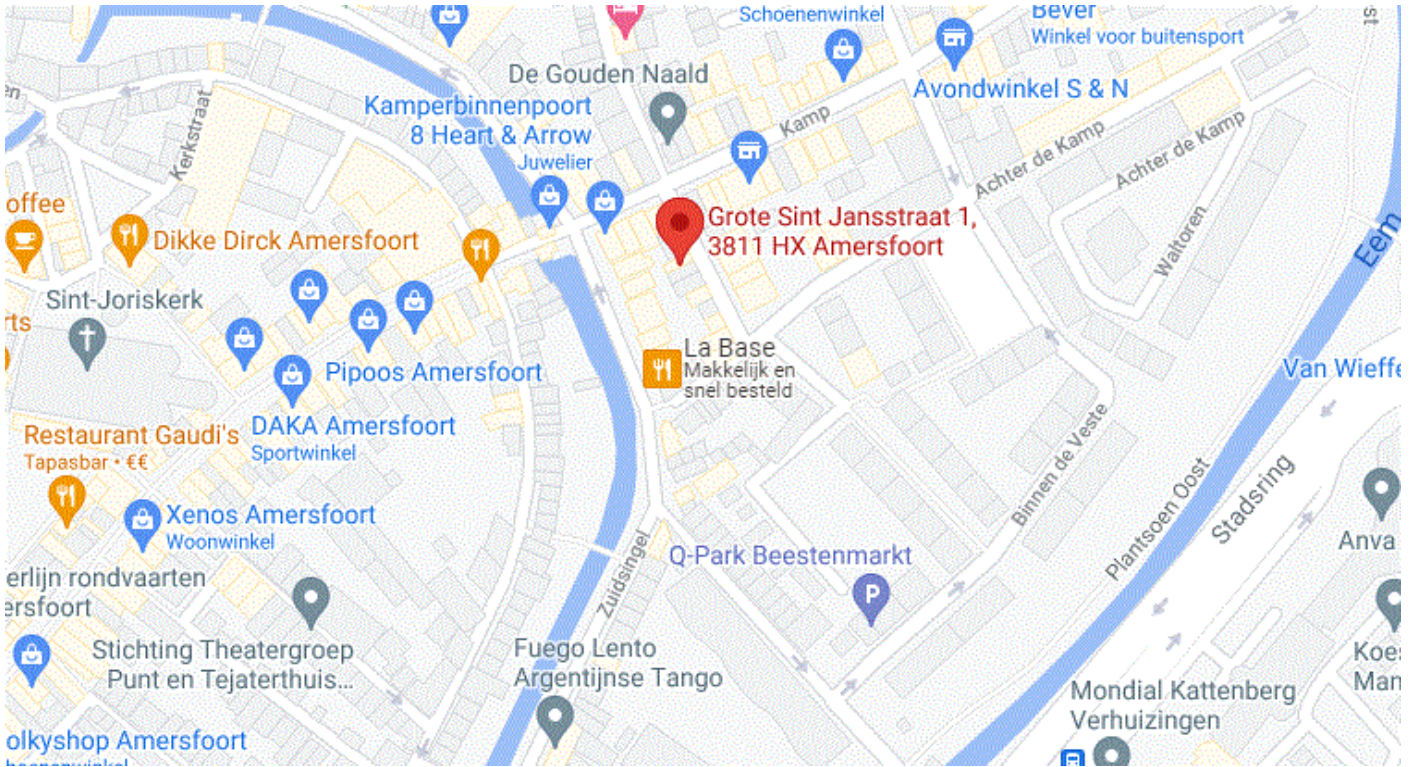 Schoenenwinkel
Bever
Winkel voor buitensport
De Gouden Naald
Avondwinkel S & N
Kamperbinnenpoort
8 Heart & Arrow
Juwelier
Kamp
Kerkstraat
Achter de Kamp
Achter de Kamp
offee
Dikke Dirck Amersfoort
Grote Sint Jansstraat 1,
3811 HX Amersfoort
Waltoren
Eem
Sint-Joriskerk
rts
Pipoos Amersfoort
La Base
Makkelijk en
snel besteld
Van Wieffe
DAKA Amersfoort
Sportwinkel
Restaurant Gaudi's
Tapasbar • €€
Binnen de Veste
Plantsoen Oost
Stadsring
Xenos Amersfoort
Woonwinkel
Q-Park Beestenmarkt
P
Anva
Zuidsingel
erlijn rondvaarten
ersfoort
Stichting Theatergroep
Punt en Tejaterthuis...
Fuego Lento
Argentijnse Tango
Koes
Man
Mondial Kattenberg
Verhuizingen
olkyshop Amersfoort